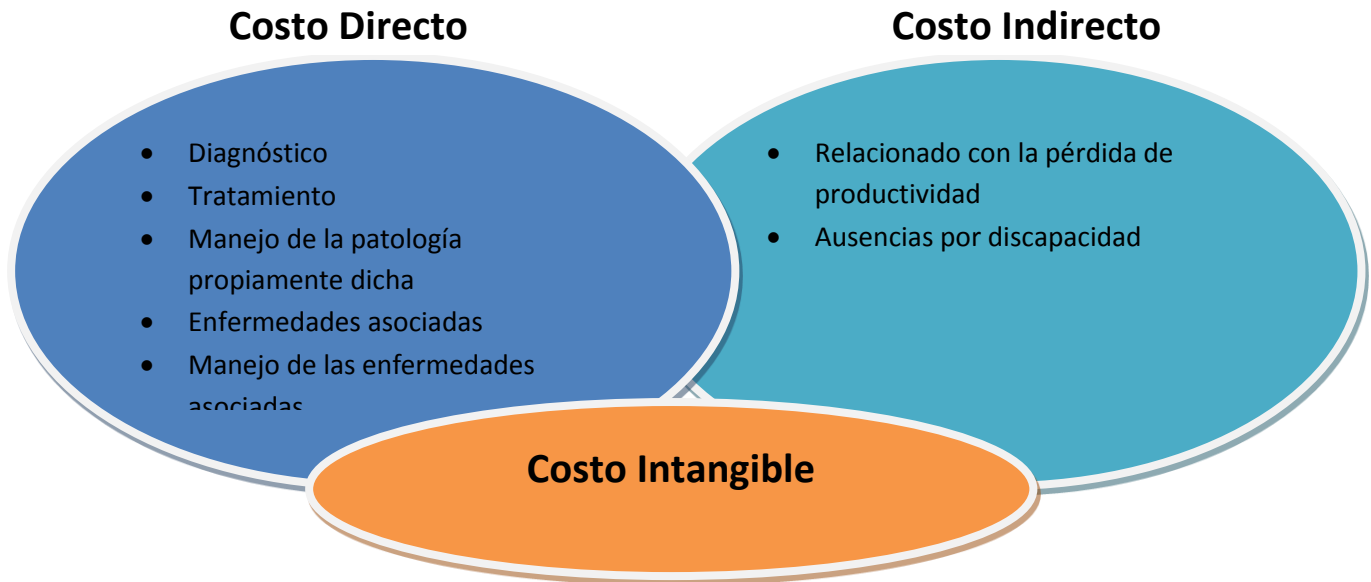 Costo Directo
• Diagnóstico
• Tratamiento
• Manejo de la patología
propiamente dicha
• Enfermedades asociadas
• Manejo de las enfermedades
asociadas
Costo Indirecto
• Relacionado con la pérdida de
productividad
• Ausencias por discapacidad
Costo Intangible